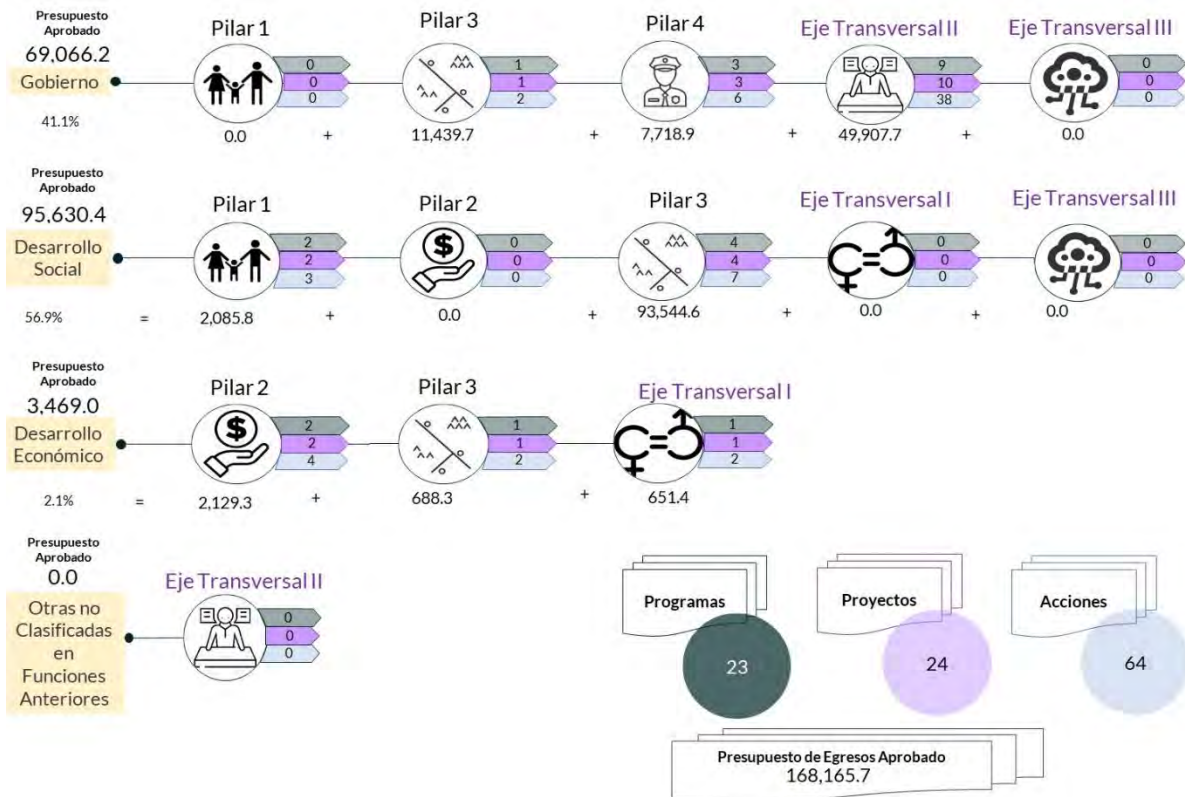 Presupuesto
Aprobado
69,066.2
Gobierno
41.1%
Pilar 1
0
0
0
0.0
+
Pilar 3
1
1
2
11,439.7
+
Pilar 4
3
3
6
7,718.9
+
Eje Transversal II
9
10
38
49,907.7
+
Eje Transversal III
0
0
0
0.0
Presupuesto
Aprobado
95,630.4
Desarrollo
Social
56.9%
=
Pilar 1
2
2
3
2,085.8
+
Pilar 2
$
0
0
0
0.0
+
Pilar 3
4
4
7
93,544.6
+
Eje Transversal I
0
0
0
0.0
+
Eje Transversal III
0
0
0
0.0
Presupuesto
Aprobado
3,469.0
Desarrollo
Económico
2.1%
=
Pilar 2
$
2
2
4
2,129.3
+
Pilar 3
1
1
2
688.3
+
Eje Transversal I
1
1
2
651.4
Presupuesto
Aprobado
0.0
Otras no
Clasificadas
en
Funciones
Anteriores
Eje Transversal II
0
0
0
Programas
23
Proyectos
24
Acciones
64
Presupuesto de Egresos Aprobado
168,165.7